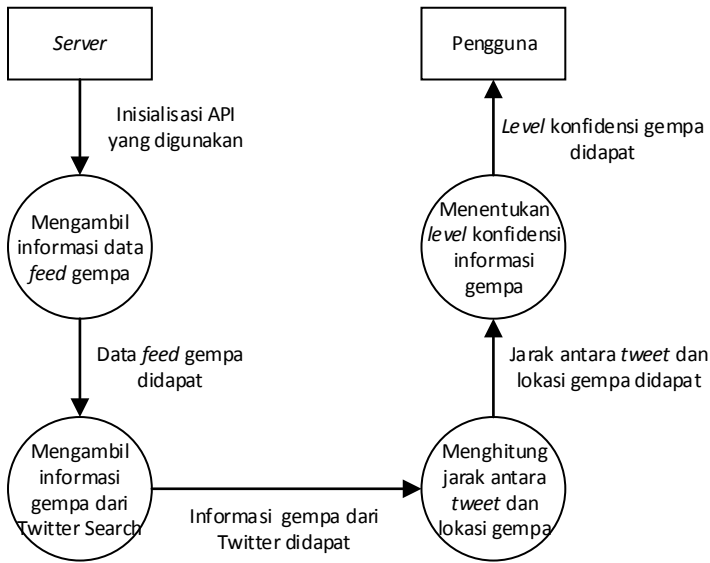 Server
Inisialisasi API
yang digunakan
Mengambil
informasi data
feed gempa
Data feed gempa
didapat
Mengambil
informasi
gempa dari
Twitter Search
Informasi gempa dari
Twitter didapat
Menghitung
jarak antara
tweet dan
lokasi gempa
Jarak antara tweet dan
lokasi gempa didapat
Menentukan
level konfidensi
informasi
gempa
Level konfidensi gempa
didapat
Pengguna